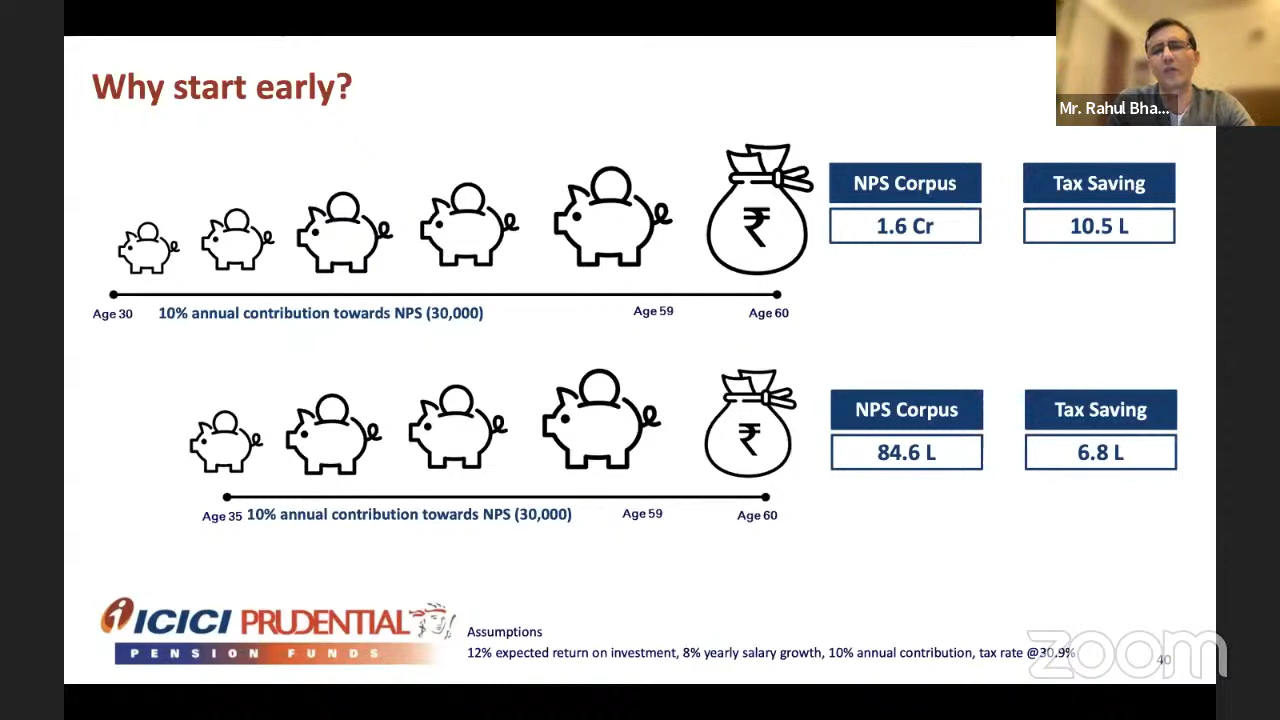 Why start early?
Mr. Rahul Bha...
NPS Corpus
Tax Saving
1.6 Cr
10.5 L
₹
Age 30
10% annual contribution towards NPS (30,000)
Age 59
Age 60
NPS Corpus
Tax Saving
84.6 L
6.8 L
₹
Age 35
10% annual contribution towards NPS (30,000)
Age 59
Age 60
ICICI PRUDENTIAL
PENSION FUNDS
Assumptions
12% expected return on investment, 8% yearly salary growth, 10% annual contribution, tax rate @30.9%
zoom
40